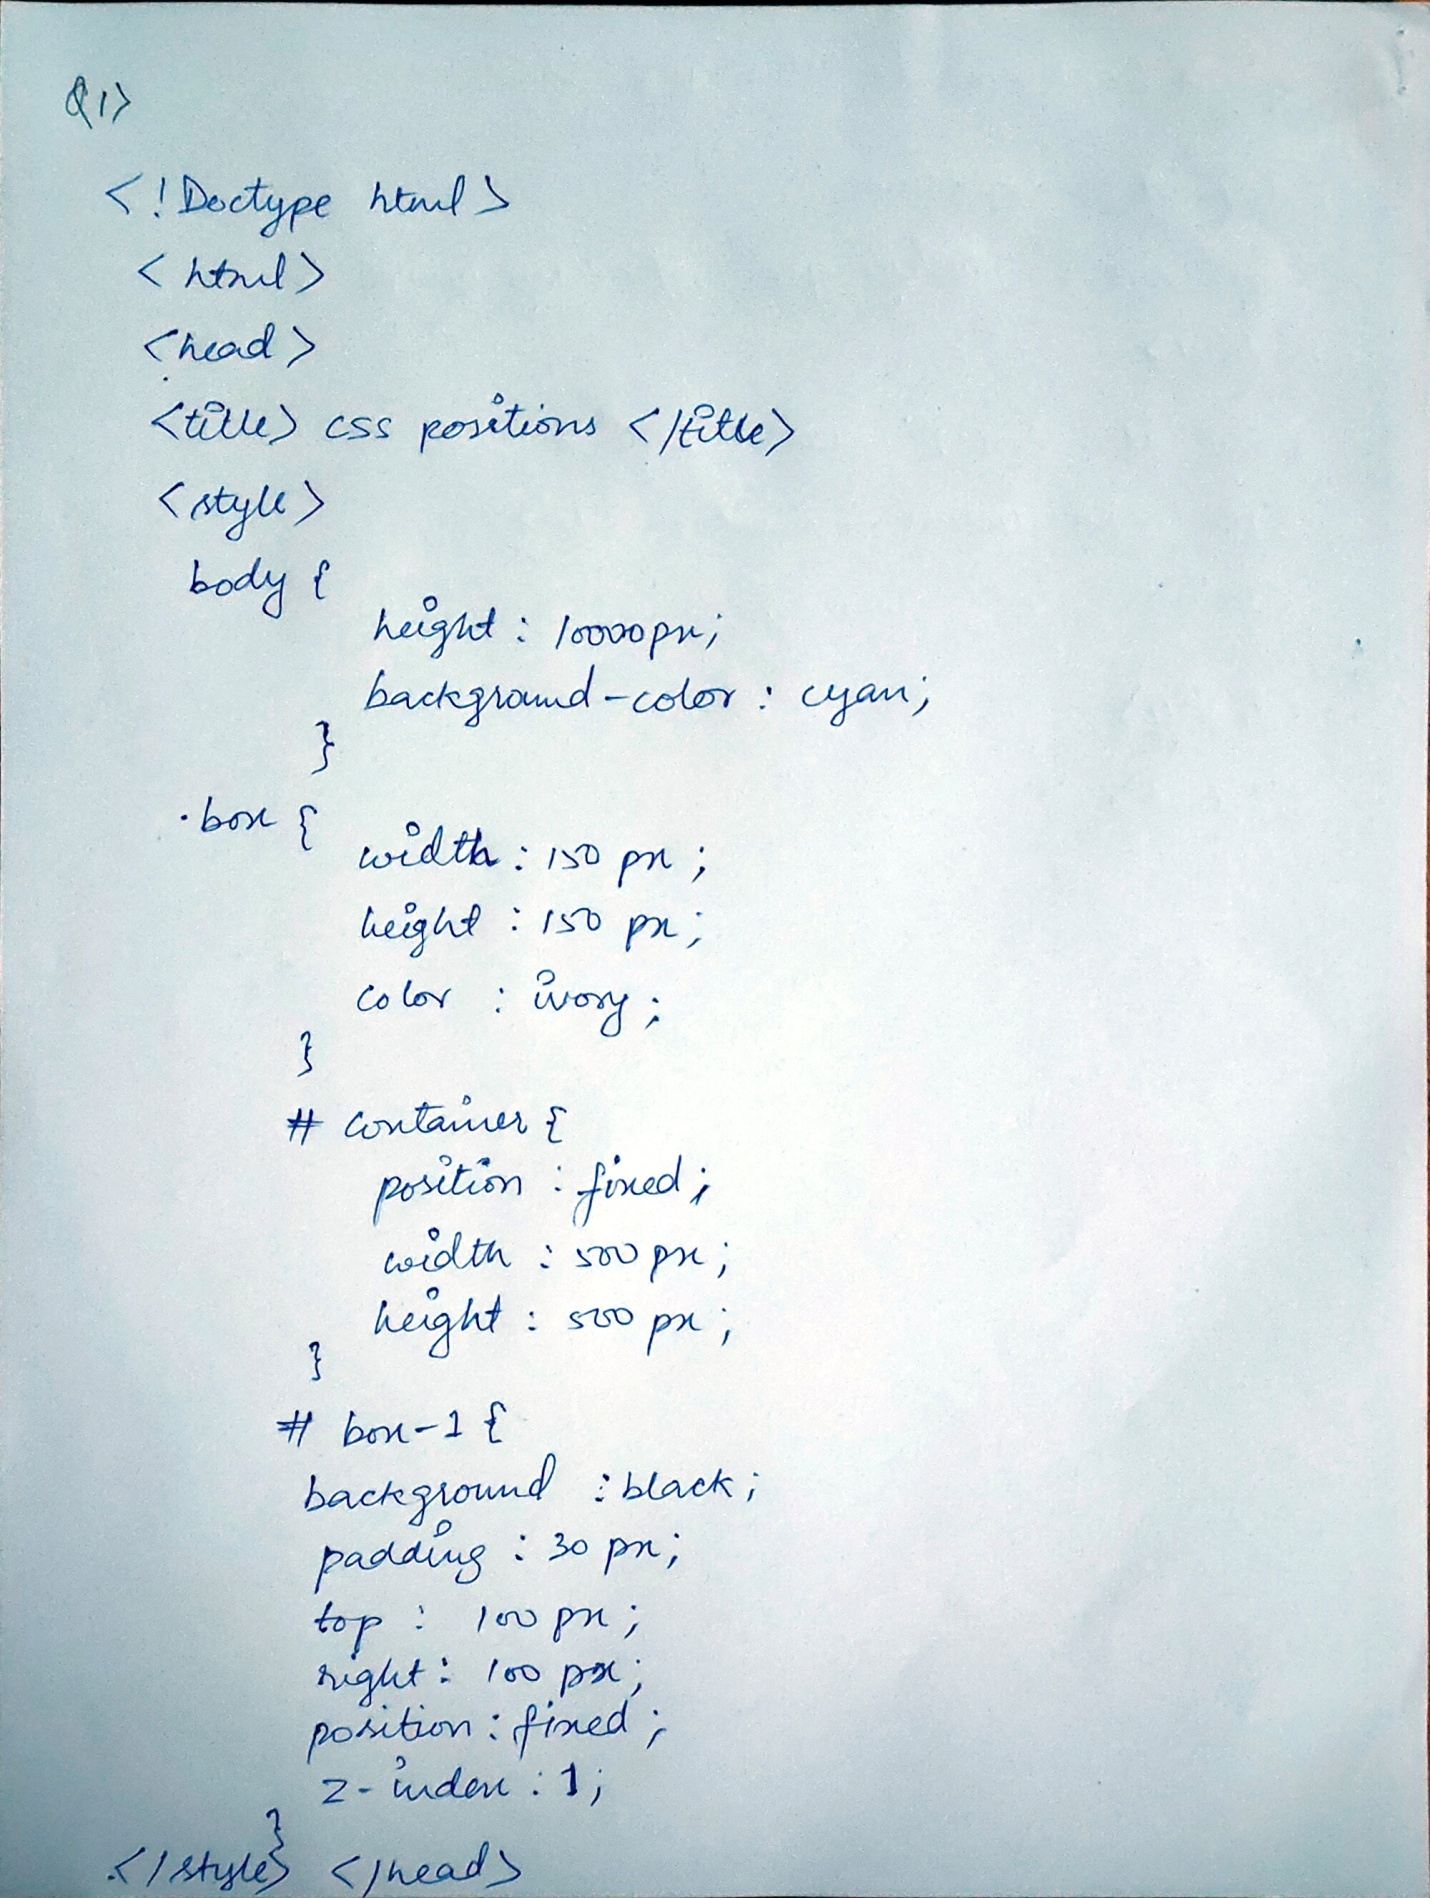 Q1>
<!Doctype html>
<html>
<head>
<title> css positions </title>
<style>
body {
height : 10000px;
background-color : cyan;
}
.box {
width : 150 px ;
height : 150 px ;
color : ivory ;
}
# container {
position : fixed ;
width : 500 px ;
height : 500 px ;
}
# box-1 {
background : black ;
padding : 30 px ;
top : 100 px ;
right : 100 px ;
position : fixed ;
z-index : 1;
}
</style> </head>